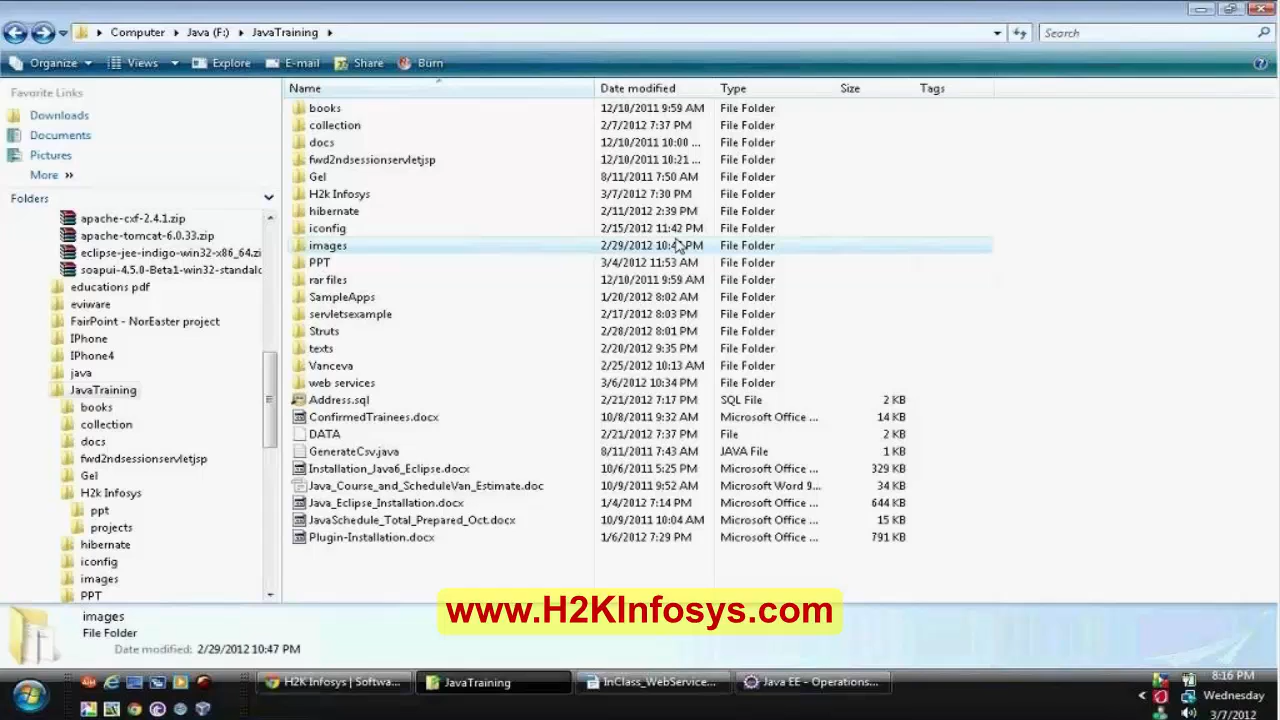 Computer ▸ Java (F:) ▸ JavaTraining ▸
Search
Organize Views Explore E-mail Share Burn
Favorite Links
Downloads
Documents
Pictures
More »
Folders
apache-cxf-2.4.1.zip
apache-tomcat-6.0.33.zip
eclipse-jee-indigo-win32-x86_64.zi
soapui-4.5.0-Beta1-win32-standalo
educations pdf
eviware
FairPoint - NorEaster project
IPhone
IPhone4
java
JavaTraining
books
collection
docs
fwd2ndsessionservletjsp
Gel
H2k Infosys
ppt
projects
hibernate
iconfig
images
PPT
Name Date modified Type Size Tags
books 12/10/2011 9:59 AM File Folder
collection 2/7/2012 7:37 PM File Folder
docs 12/10/2011 10:00 ... File Folder
fwd2ndsessionservletjsp 12/10/2011 10:21 ... File Folder
Gel 8/11/2011 7:50 AM File Folder
H2k Infosys 3/7/2012 7:30 PM File Folder
hibernate 2/11/2012 2:39 PM File Folder
iconfig 2/15/2012 11:42 PM File Folder
images 2/29/2012 10:4 PM File Folder
PPT 3/4/2012 11:53 AM File Folder
rar files 12/10/2011 9:59 AM File Folder
SampleApps 1/20/2012 8:02 AM File Folder
servletsexample 2/17/2012 8:03 PM File Folder
Struts 2/28/2012 8:01 PM File Folder
texts 2/20/2012 9:35 PM File Folder
Vanceva 2/25/2012 10:13 AM File Folder
web services 3/6/2012 10:34 PM File Folder
Address.sql 2/21/2012 7:17 PM SQL File 2 KB
ConfirmedTrainees.docx 10/8/2011 9:32 AM Microsoft Office ... 14 KB
DATA 2/21/2012 7:37 PM File 2 KB
GenerateCsv.java 8/11/2011 7:43 AM JAVA File 1 KB
Installation_Java6_Eclipse.docx 10/6/2011 5:25 PM Microsoft Office ... 329 KB
Java_Course_and_ScheduleVan_Estimate.doc 10/9/2011 9:52 AM Microsoft Word 9... 34 KB
Java_Eclipse_Installation.docx 1/4/2012 7:14 PM Microsoft Office ... 644 KB
JavaSchedule_Total_Prepared_Oct.docx 10/9/2011 10:04 AM Microsoft Office ... 15 KB
Plugin-Installation.docx 1/6/2012 7:29 PM Microsoft Office ... 791 KB
images
File Folder
Date modified: 2/29/2012 10:47 PM
www.H2KInfosys.com
H2K Infosys | Softwa...
JavaTraining
InClass_WebService...
Java EE - Operations...
8:16 PM
Wednesday
3/7/2012